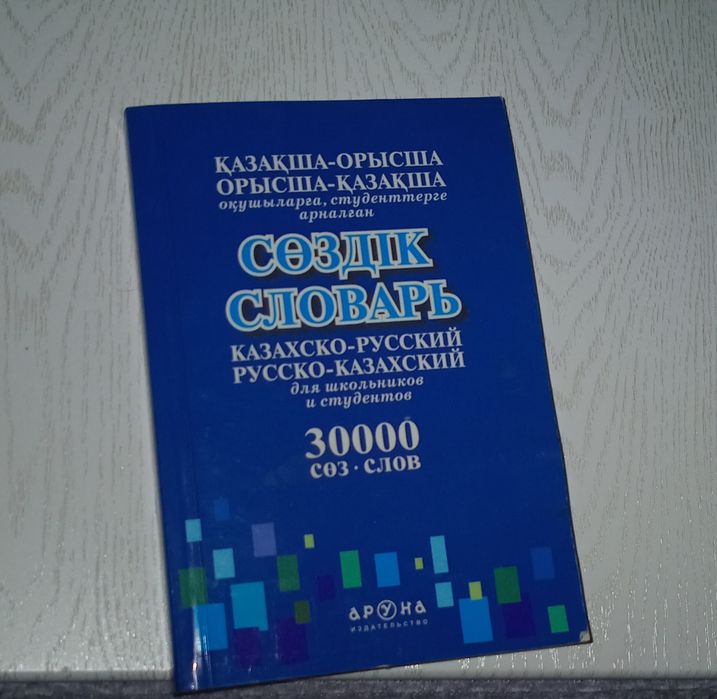 ҚАЗАҚША-ОРЫСША
ОРЫСША-ҚАЗАҚША
оқушыларға, студенттерге
арналған
СӨЗДІК
СЛОВАРЬ
КАЗАХСКО-РУССКИЙ
РУССКО-КАЗАХСКИЙ
для школьников
и студентов
30000
СӨЗ · СЛОВ
АРУНА
ИЗДАТЕЛЬСТВО